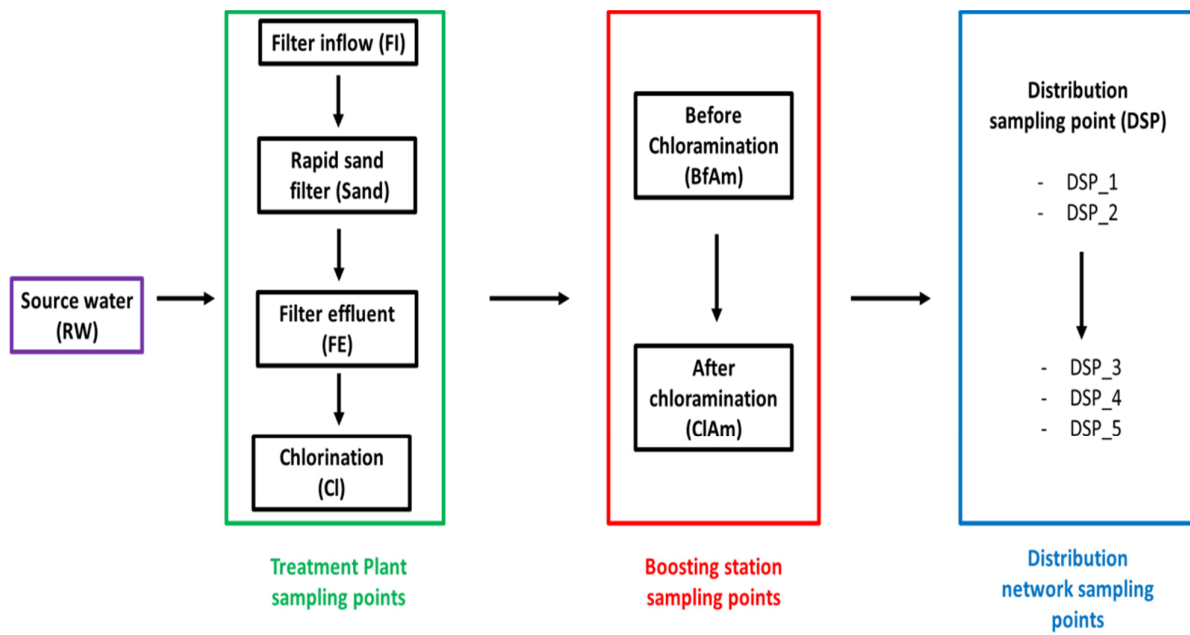 Source water
(RW)
Filter inflow (FI)
Rapid sand
filter (Sand)
Filter effluent
(FE)
Chlorination
(Cl)
Treatment Plant
sampling points
Before
Chloramination
(BfAm)
After
chloramination
(ClAm)
Boosting station
sampling points
Distribution
sampling point (DSP)
- DSP_1
- DSP_2
- DSP_3
- DSP_4
- DSP_5
Distribution
network sampling
points